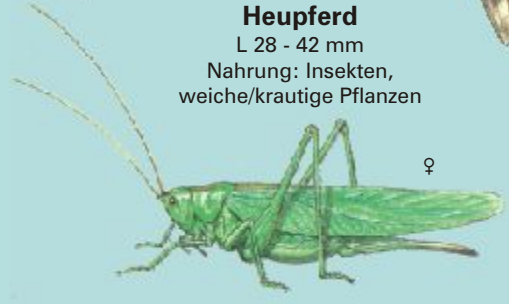 Heupferd
L 28 - 42 mm
Nahrung: Insekten,
weiche/krautige Pflanzen
♀